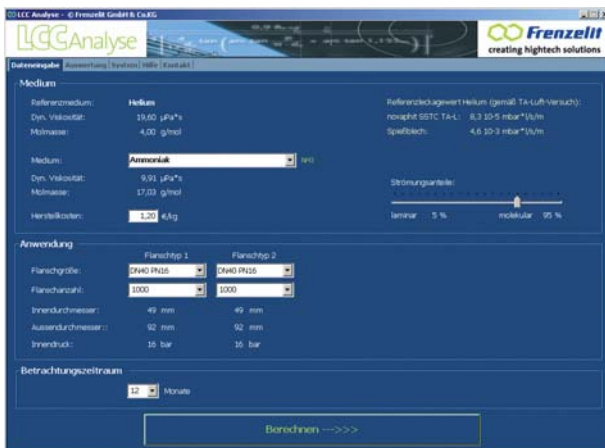 LCC Analyse - © Frenzelit GmbH & Co.KG
LCC Analyse
Frenzelit
creating hightech solutions
Dateneingabe Auswertung System Hilfe Kontakt
Medium
Referenzmedium: Helium
Referenzleckagewert Helium (gemäß TA-Luft-Versuch):
Dyn. Viskosität: 19,60 µPa*s
novaphit SSTC TA-L: 8,3 10-5 mbar*l/s/m
Molmasse: 4,00 g/mol
Spießblech: 4,6 10-3 mbar*l/s/m
Medium: Ammoniak NH3
Dyn. Viskosität: 9,91 µPa*s
Molmasse: 17,03 g/mol
Strömungsanteile:
Herstellkosten: 1,20 €/kg
laminar 5 % molekular 95 %
Anwendung
Flanschtyp 1 Flanschtyp 2
Flanschgröße: DN40 PN16 DN40 PN16
Flanschanzahl: 1000 1000
Innendurchmesser: 49 mm 49 mm
Aussendurchmesser:: 92 mm 92 mm
Innendruck: 16 bar 16 bar
Betrachtungszeitraum
12 Monate
Berechnen --->>>